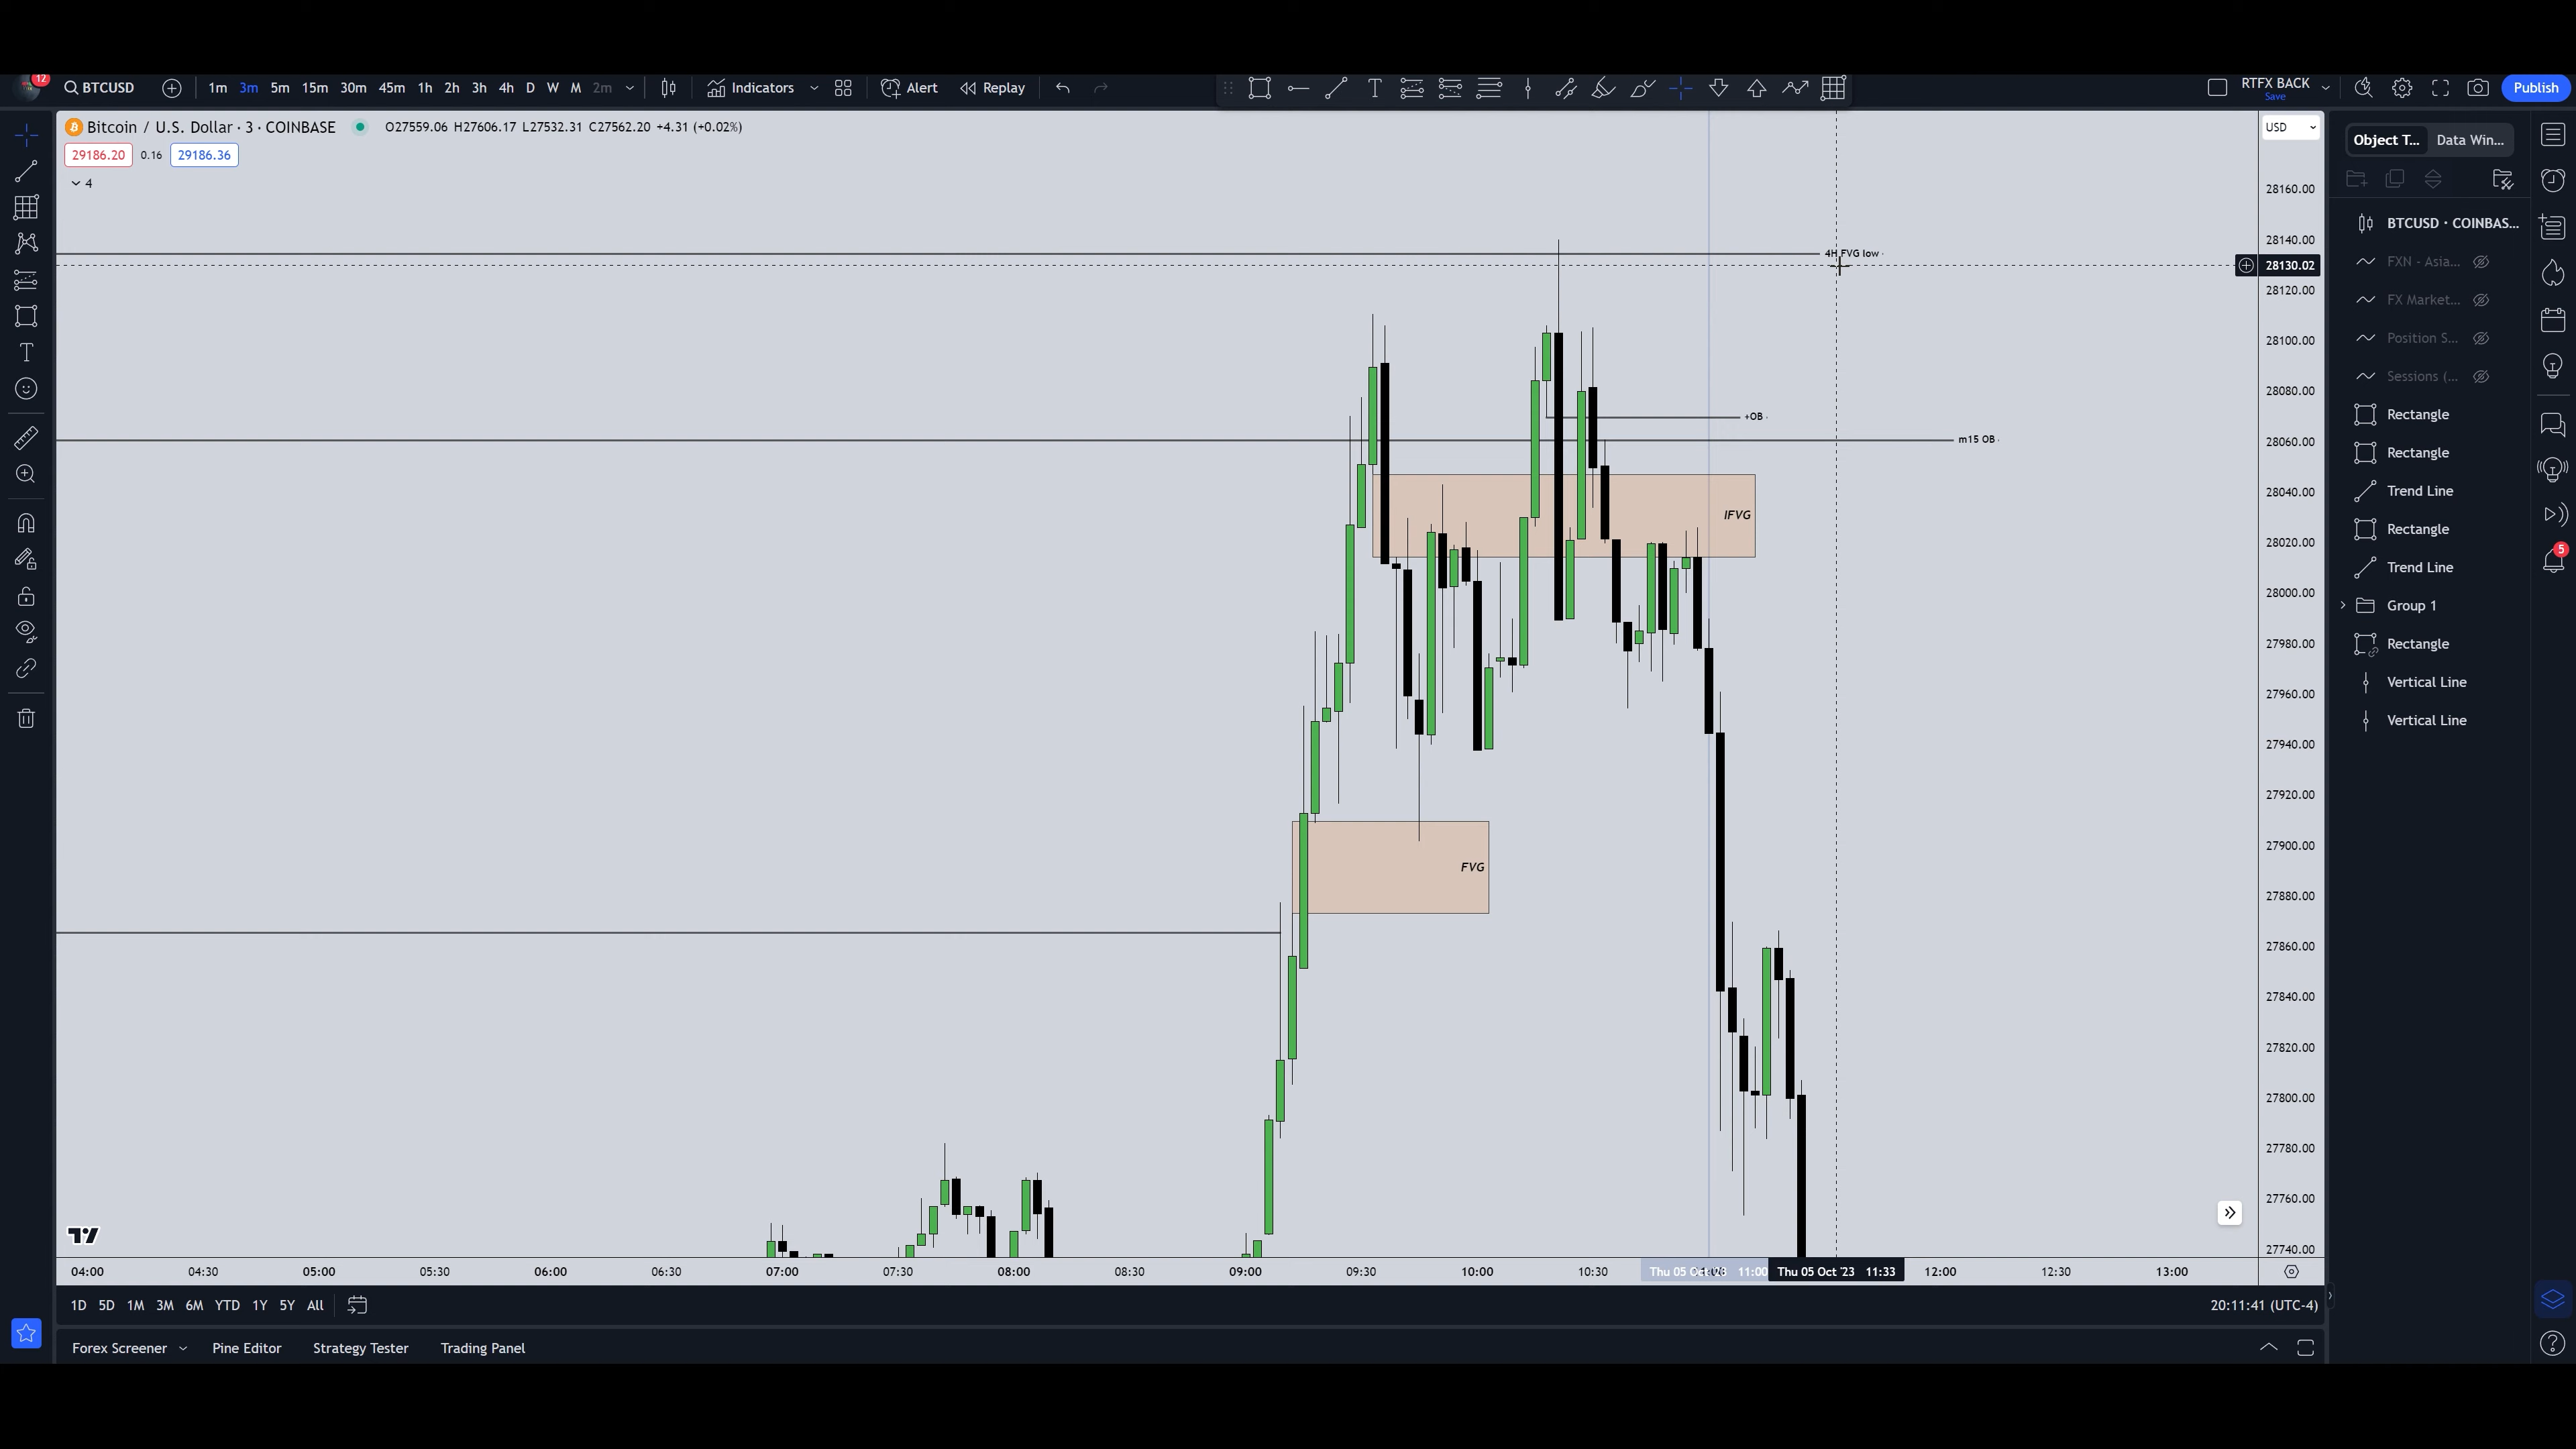 12
BTCUSD 1m 3m 5m 15m 30m 45m 1h 2h 3h 4h D W M 2m Indicators Alert Replay RTFX BACK Publish
Save
Bitcoin / U.S. Dollar · 3 · COINBASE O27559.06 H27606.17 L27532.31 C27562.20 +4.31 (+0.02%) USD
29186.20 0.16 29186.36
4
Object T... Data Win...
28160.00
28140.00
28130.02
28120.00
28100.00
28080.00
28060.00
28040.00
28020.00
28000.00
27980.00
27960.00
27940.00
27920.00
27900.00
27880.00
27860.00
27840.00
27820.00
27800.00
27780.00
27760.00
27740.00
4H FVG low
+OB
m15 OB
IFVG
FVG
BTCUSD · COINBAS...
FXN - Asia...
FX Market...
Position S...
Sessions (...
Rectangle
Rectangle
Trend Line
Rectangle
Trend Line
Group 1
Rectangle
Vertical Line
Vertical Line
5
04:00 04:30 05:00 05:30 06:00 06:30 07:00 07:30 08:00 08:30 09:00 09:30 10:00 10:30 Thu 05 Oct 11:00 Thu 05 Oct '23 11:33 12:00 12:30 13:00
1D 5D 1M 3M 6M YTD 1Y 5Y All 20:11:41 (UTC-4)
Forex Screener Pine Editor Strategy Tester Trading Panel